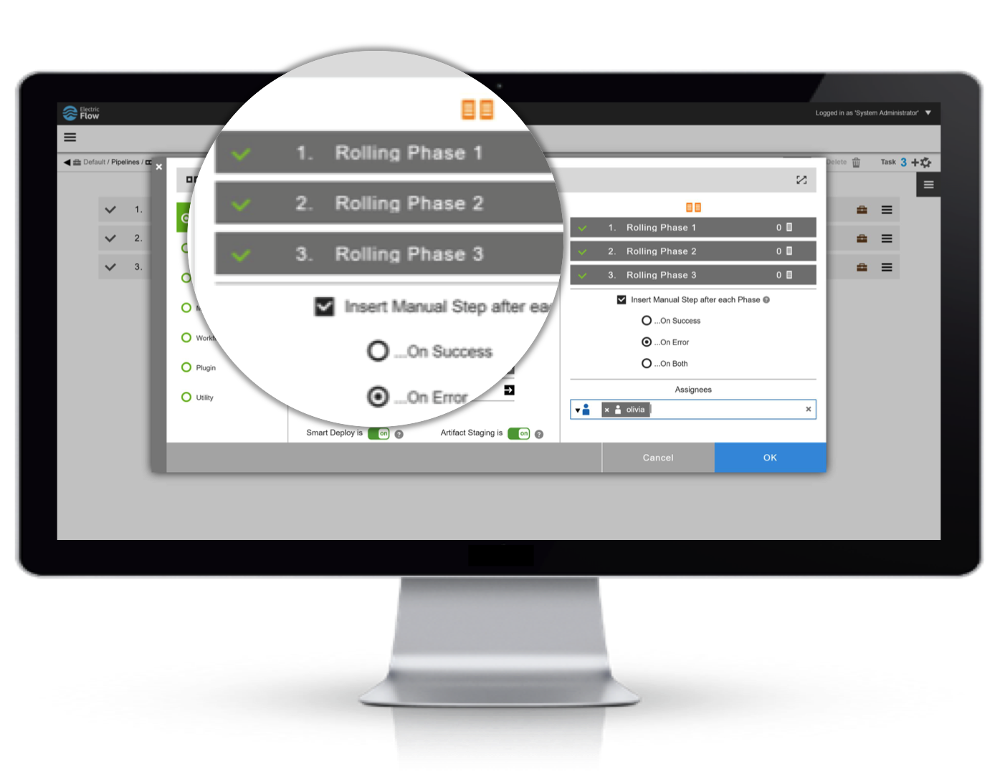 Electric
Flow
Logged in as 'System Administrator'
Default / Pipelines /
Delete
Task 3
1.
2.
3.
1. Rolling Phase 1
2. Rolling Phase 2
3. Rolling Phase 3
Insert Manual Step after
...On Success
...On Error
Plugin
Utility
Smart Deploy is on ?
Artifact Staging is on ?
1. Rolling Phase 1 0
2. Rolling Phase 2 0
3. Rolling Phase 3 0
Insert Manual Step after each Phase ?
...On Success
...On Error
...On Both
Assignees
× olivia ×
Cancel
OK